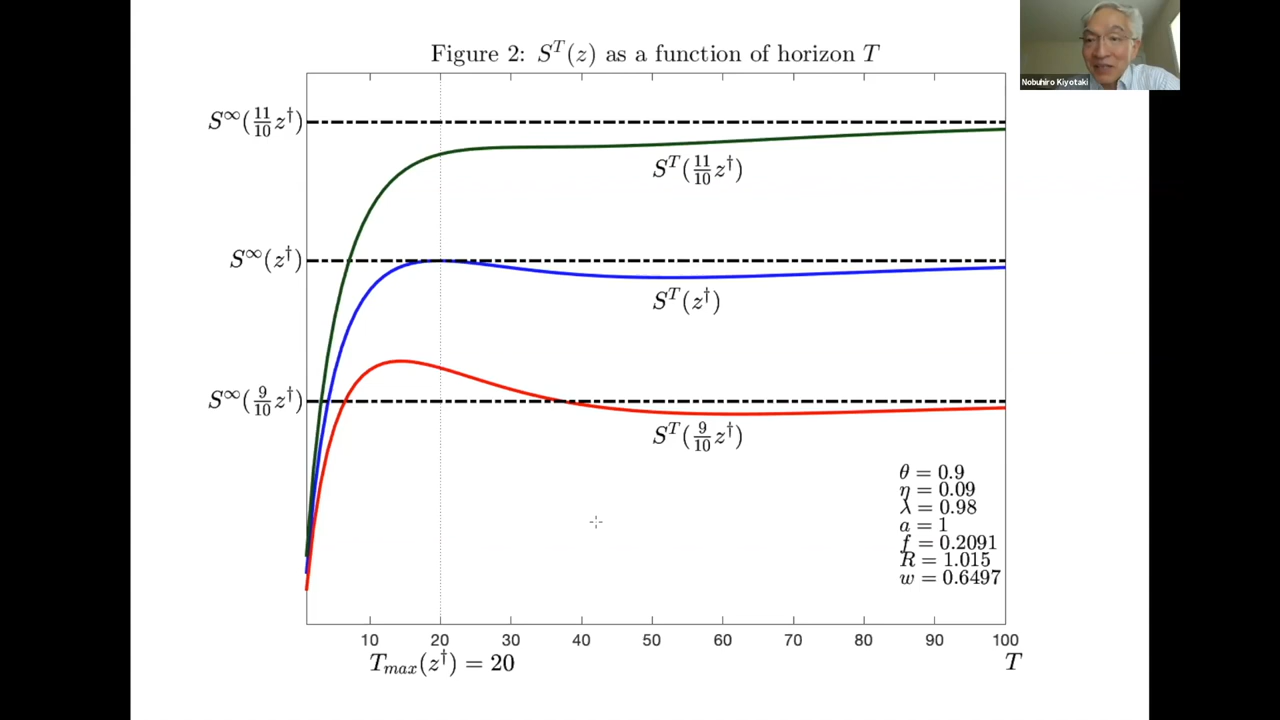 Figure 2: S^T(z) as a function of horizon T
Nobuhiro Kiyotaki
S^∞(11/10 z†)
S^T(11/10 z†)
S^∞(z†)
S^T(z†)
S^∞(9/10 z†)
S^T(9/10 z†)
θ = 0.9
η = 0.09
λ = 0.98
a = 1
f = 0.2091
R = 1.015
w = 0.6497
10 20 30 40 50 60 70 80 90 100
T_max(z†) = 20
T